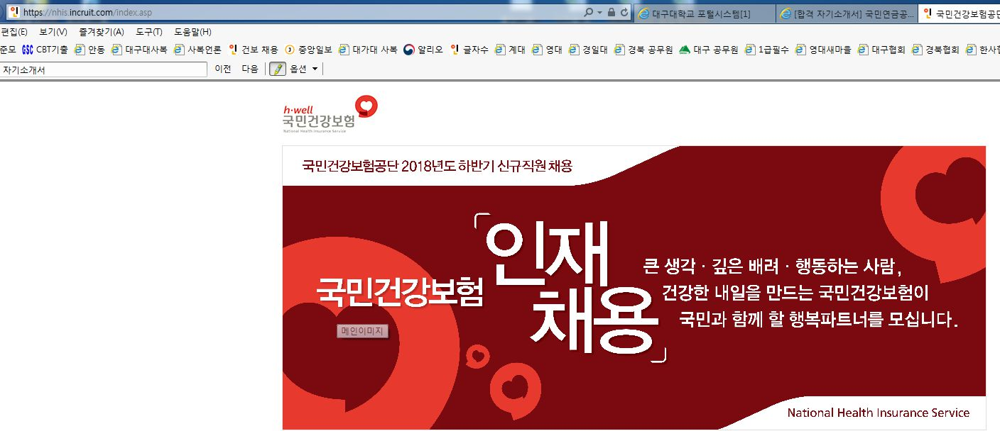 https://nhis.incruit.com/index.asp
대구대학교 포털시스템[1]
[합격 자기소개서] 국민연금공...
국민건강보험공단
편집(E) 보기(V) 즐겨찾기(A) 도구(T) 도움말(H)
준모 GSC CBT기출 안동 대구대사복 사복언론 건보 채용 중앙일보 대가대 사복 알리오 글자수 계대 영대 경일대 경북 공무원 대구 공무원 1급필수 영대새마을 대구협회 경북협회 한사협
자기소개서 이전 다음 옵션
h·well
국민건강보험
National Health Insurance Service
국민건강보험공단 2018년도 하반기 신규직원 채용
국민건강보험 「인재
채용」
메인이미지
큰 생각 · 깊은 배려 · 행동하는 사람,
건강한 내일을 만드는 국민건강보험이
국민과 함께 할 행복파트너를 모십니다.
National Health Insurance Service